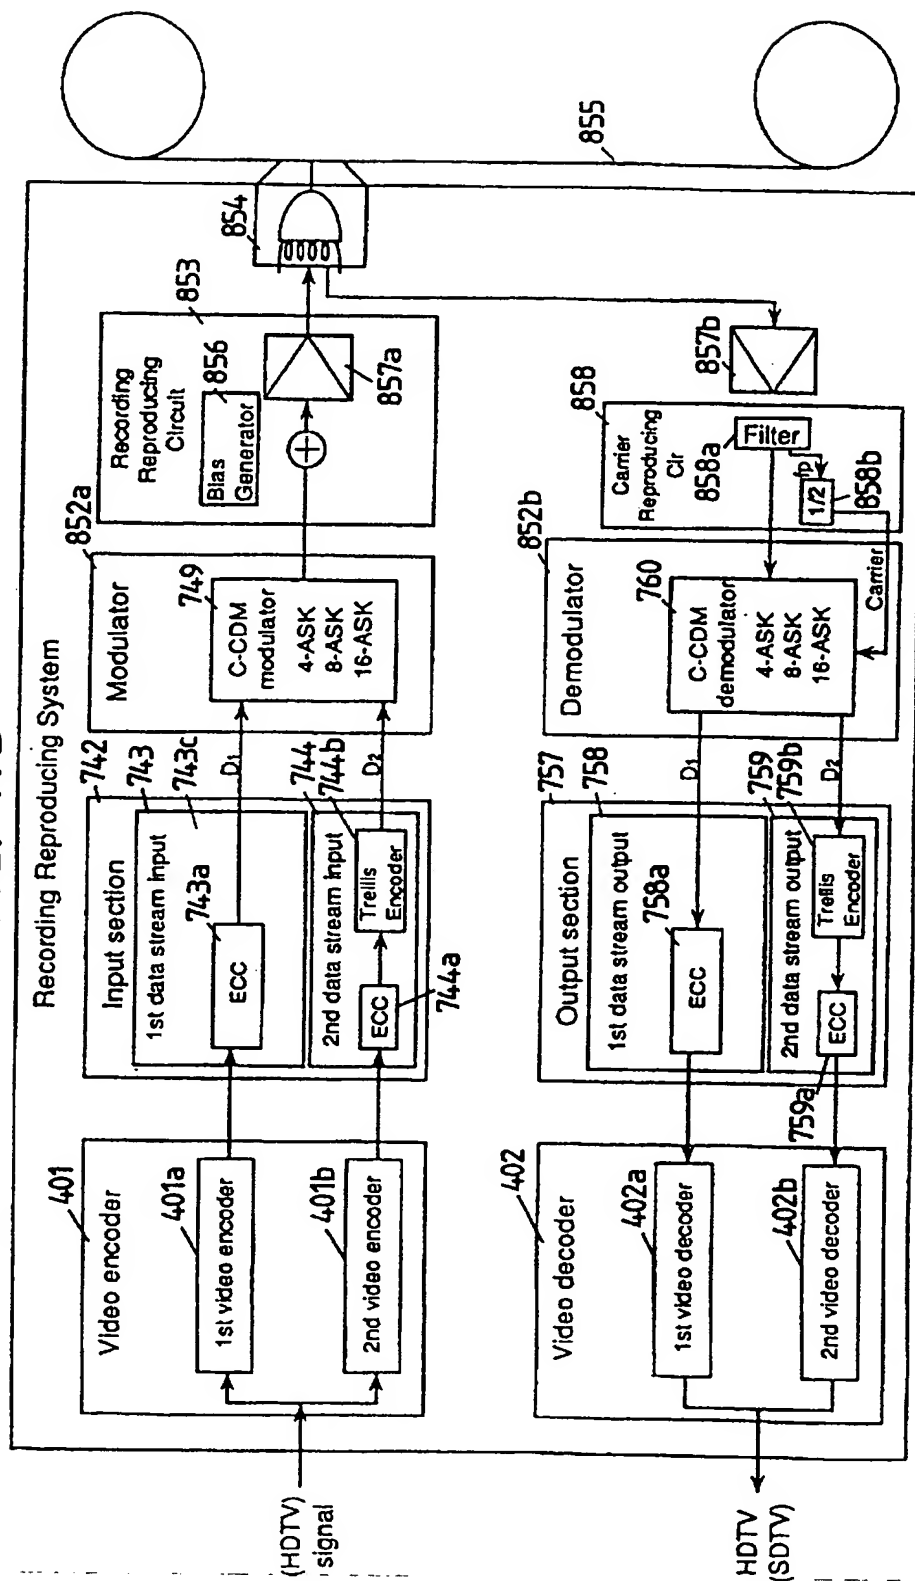 Recording Reproducing System
(HDTV)
signal
401
Video encoder
401a
1st video encoder
401b
2nd video encoder
742
Input section
743
1st data stream Input
743c
743a
ECC
744
2nd data stream Input
744b
ECC
744a
Trellis
Encoder
D1
D2
852a
Modulator
749
C-CDM
modulator
4-ASK
8-ASK
16-ASK
853
Recording
Reproducing
Circuit
856
Bias
Generator
857a
854
855
HDTV
(SDTV)
402
Video decoder
402a
1st video decoder
402b
2nd video decoder
757
Output section
758
1st data stream output
758a
ECC
759
2nd data stream output
759b
ECC
759a
Trellis
Encoder
D1
D2
852b
Demodulator
760
C-CDM
demodulator
4-ASK
8-ASK
16-ASK
Carrier
858
Carrier
Reproducing
Cir
858a
Filter
fp
1/2
858b
857b